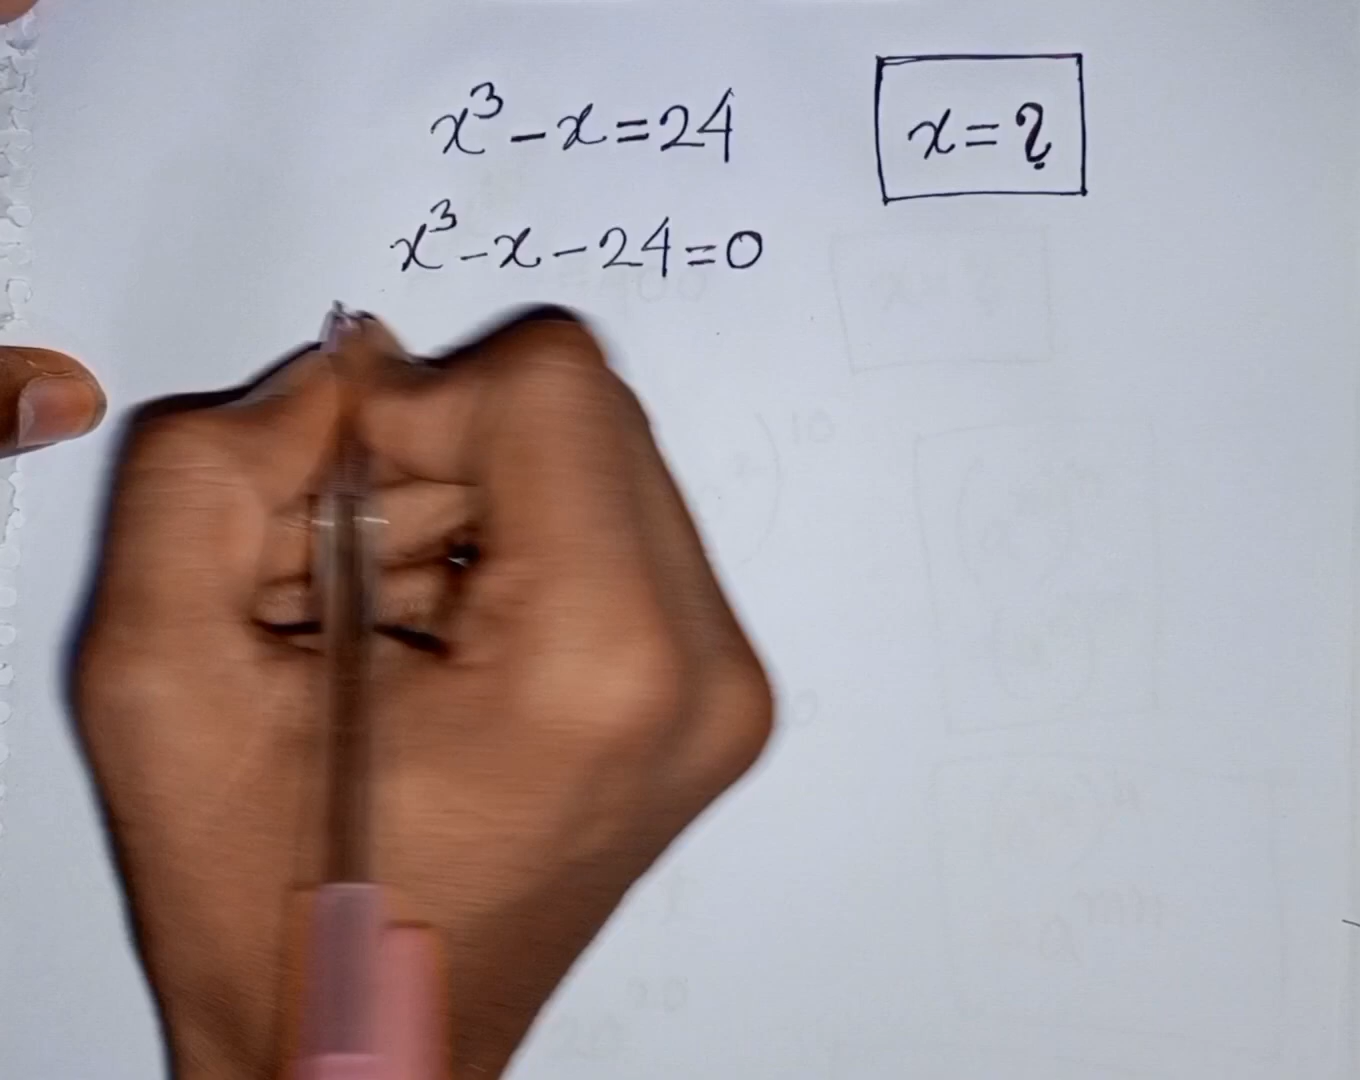 x³ - x = 24
x = ?
x³ - x - 24 = 0